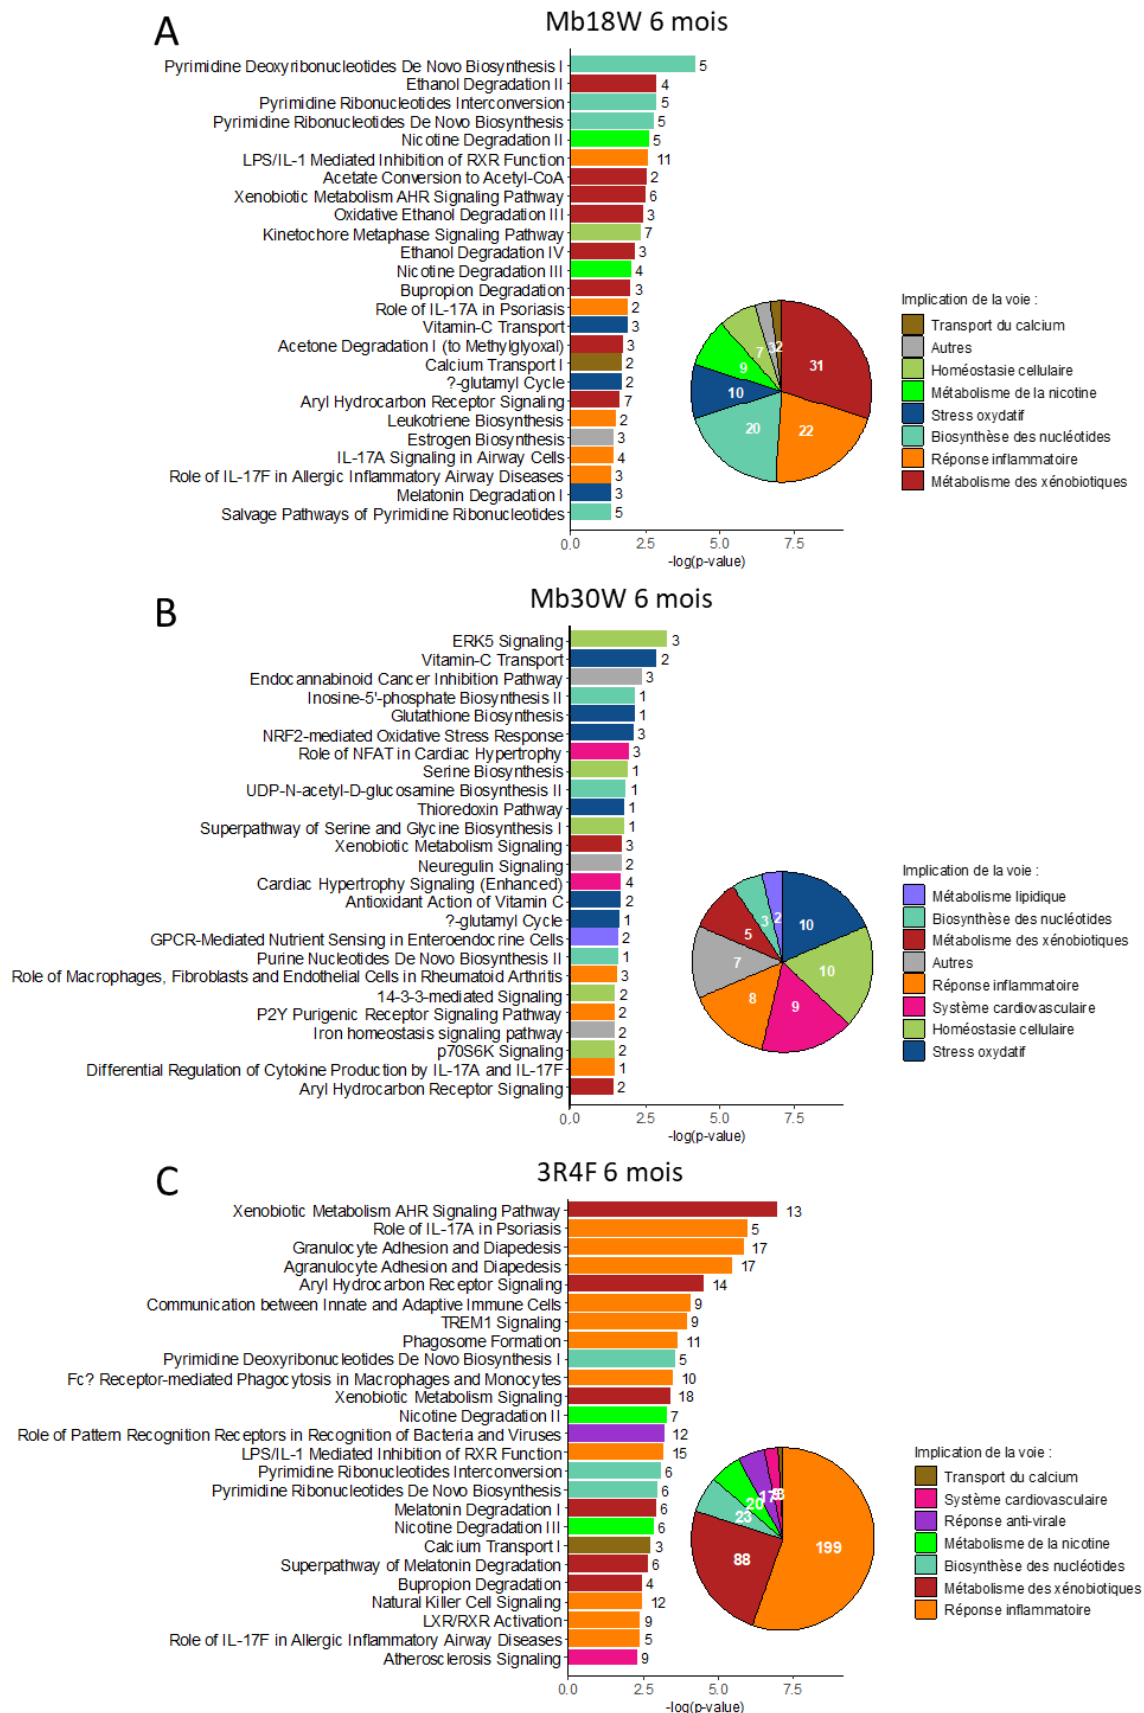 A
Mb18W 6 mois
Pyrimidine Deoxyribonucleotides De Novo Biosynthesis I 5
Ethanol Degradation II 4
Pyrimidine Ribonucleotides Interconversion 5
Pyrimidine Ribonucleotides De Novo Biosynthesis 5
Nicotine Degradation II 5
LPS/IL-1 Mediated Inhibition of RXR Function 11
Acetate Conversion to Acetyl-CoA 2
Xenobiotic Metabolism AHR Signaling Pathway 6
Oxidative Ethanol Degradation III 3
Kinetochore Metaphase Signaling Pathway 7
Ethanol Degradation IV 3
Nicotine Degradation III 4
Bupropion Degradation 3
Role of IL-17A in Psoriasis 2
Vitamin-C Transport 3
Acetone Degradation I (to Methylglyoxal) 3
Calcium Transport I 2
?-glutamyl Cycle 2
Aryl Hydrocarbon Receptor Signaling 7
Leukotriene Biosynthesis 2
Estrogen Biosynthesis 3
IL-17A Signaling in Airway Cells 4
Role of IL-17F in Allergic Inflammatory Airway Diseases 3
Melatonin Degradation I 3
Salvage Pathways of Pyrimidine Ribonucleotides 5
0.0 2.5 5.0 7.5
-log(p-value)
31
22
20
10
9
7
3
2
Implication de la voie :
Transport du calcium
Autres
Homéostasie cellulaire
Métabolisme de la nicotine
Stress oxydatif
Biosynthèse des nucléotides
Réponse inflammatoire
Métabolisme des xénobiotiques
B
Mb30W 6 mois
ERK5 Signaling 3
Vitamin-C Transport 2
Endocannabinoid Cancer Inhibition Pathway 3
Inosine-5'-phosphate Biosynthesis II 1
Glutathione Biosynthesis 1
NRF2-mediated Oxidative Stress Response 3
Role of NFAT in Cardiac Hypertrophy 3
Serine Biosynthesis 1
UDP-N-acetyl-D-glucosamine Biosynthesis II 1
Thioredoxin Pathway 1
Superpathway of Serine and Glycine Biosynthesis I 1
Xenobiotic Metabolism Signaling 3
Neuregulin Signaling 2
Cardiac Hypertrophy Signaling (Enhanced) 4
Antioxidant Action of Vitamin C 2
?-glutamyl Cycle 1
GPCR-Mediated Nutrient Sensing in Enteroendocrine Cells 2
Purine Nucleotides De Novo Biosynthesis II 1
Role of Macrophages, Fibroblasts and Endothelial Cells in Rheumatoid Arthritis 3
14-3-3-mediated Signaling 2
P2Y Purigenic Receptor Signaling Pathway 2
Iron homeostasis signaling pathway 2
p70S6K Signaling 2
Differential Regulation of Cytokine Production by IL-17A and IL-17F 1
Aryl Hydrocarbon Receptor Signaling 2
0.0 2.5 5.0 7.5
-log(p-value)
10
10
9
8
7
5
3
2
Implication de la voie :
Métabolisme lipidique
Biosynthèse des nucléotides
Métabolisme des xénobiotiques
Autres
Réponse inflammatoire
Système cardiovasculaire
Homéostasie cellulaire
Stress oxydatif
C
3R4F 6 mois
Xenobiotic Metabolism AHR Signaling Pathway 13
Role of IL-17A in Psoriasis 5
Granulocyte Adhesion and Diapedesis 17
Agranulocyte Adhesion and Diapedesis 17
Aryl Hydrocarbon Receptor Signaling 14
Communication between Innate and Adaptive Immune Cells 9
TREM1 Signaling 9
Phagosome Formation 11
Pyrimidine Deoxyribonucleotides De Novo Biosynthesis I 5
Fc? Receptor-mediated Phagocytosis in Macrophages and Monocytes 10
Xenobiotic Metabolism Signaling 18
Nicotine Degradation II 7
Role of Pattern Recognition Receptors in Recognition of Bacteria and Viruses 12
LPS/IL-1 Mediated Inhibition of RXR Function 15
Pyrimidine Ribonucleotides Interconversion 6
Pyrimidine Ribonucleotides De Novo Biosynthesis 6
Melatonin Degradation I 6
Nicotine Degradation III 6
Calcium Transport I 3
Superpathway of Melatonin Degradation 6
Bupropion Degradation 4
Natural Killer Cell Signaling 12
LXR/RXR Activation 9
Role of IL-17F in Allergic Inflammatory Airway Diseases 5
Atherosclerosis Signaling 9
0.0 2.5 5.0 7.5
-log(p-value)
199
88
23
20
17
3
Implication de la voie :
Transport du calcium
Système cardiovasculaire
Réponse anti-virale
Métabolisme de la nicotine
Biosynthèse des nucléotides
Métabolisme des xénobiotiques
Réponse inflammatoire